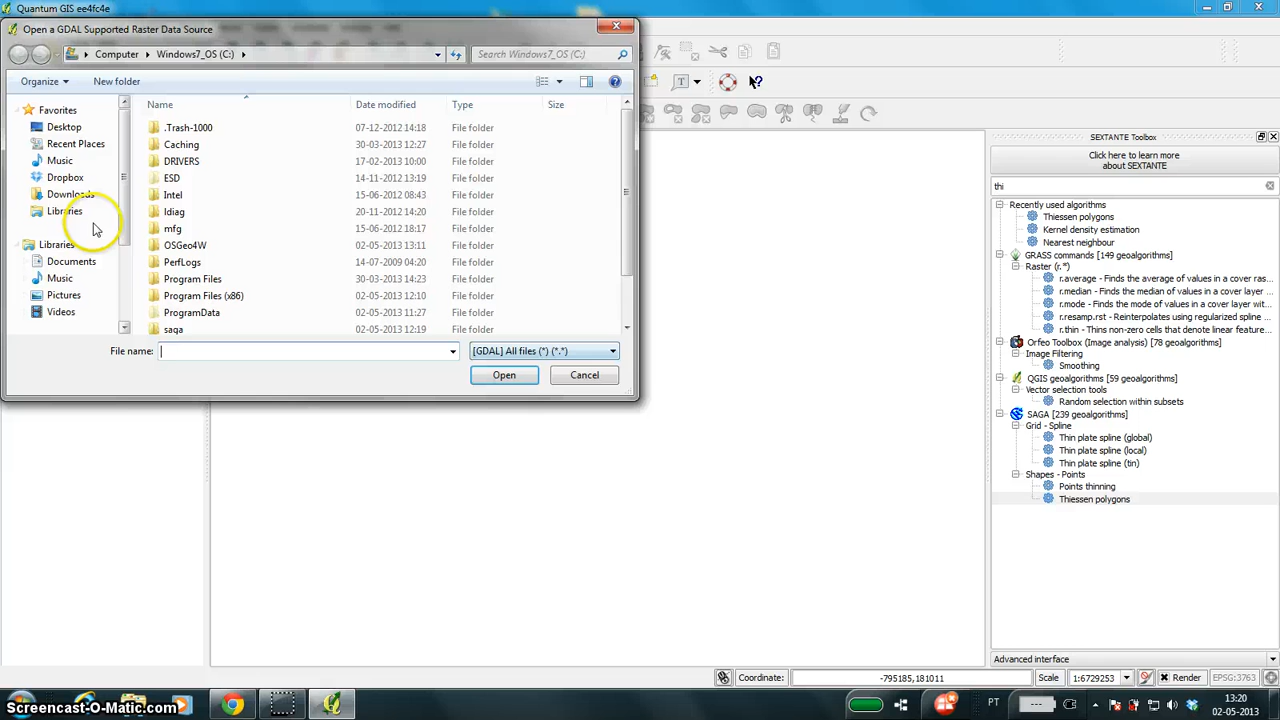 Quantum GIS ee4fc4e
Open a GDAL Supported Raster Data Source
Computer Windows7_OS (C:)
Search Windows7_OS (C:)
Organize New folder
Favorites
Desktop
Recent Places
Music
Dropbox
Downloads
Libraries
Libraries
Documents
Music
Pictures
Videos
Name Date modified Type Size
.Trash-1000 07-12-2012 14:18 File folder
Caching 30-03-2013 12:27 File folder
DRIVERS 17-02-2013 10:00 File folder
ESD 14-11-2012 13:19 File folder
Intel 15-06-2012 08:43 File folder
Idiag 20-11-2012 14:20 File folder
mfg 15-06-2012 18:17 File folder
OSGeo4W 02-05-2013 13:11 File folder
PerfLogs 14-07-2009 04:20 File folder
Program Files 30-03-2013 14:23 File folder
Program Files (x86) 02-05-2013 12:10 File folder
ProgramData 02-05-2013 11:27 File folder
saga 02-05-2013 12:19 File folder
File name: [GDAL] All files (*) (*.*)
Open Cancel
SEXTANTE Toolbox
Click here to learn more
about SEXTANTE
thi
Recently used algorithms
Thiessen polygons
Kernel density estimation
Nearest neighbour
GRASS commands [149 geoalgorithms]
Raster (r.*)
r.average - Finds the average of values in a cover ras...
r.median - Finds the median of values in a cover layer ...
r.mode - Finds the mode of values in a cover layer wit...
r.resamp.rst - Reinterpolates using regularized spline ...
r.thin - Thins non-zero cells that denote linear feature...
Orfeo Toolbox (Image analysis) [78 geoalgorithms]
Image Filtering
Smoothing
QGIS geoalgorithms [59 geoalgorithms]
Vector selection tools
Random selection within subsets
SAGA [239 geoalgorithms]
Grid - Spline
Thin plate spline (global)
Thin plate spline (local)
Thin plate spline (tin)
Shapes - Points
Points thinning
Thiessen polygons
Advanced interface
Coordinate: -795185,181011 Scale 1:6729253 Render EPSG:3763
PT
13:20
02-05-2013
Screencast-O-Matic.com